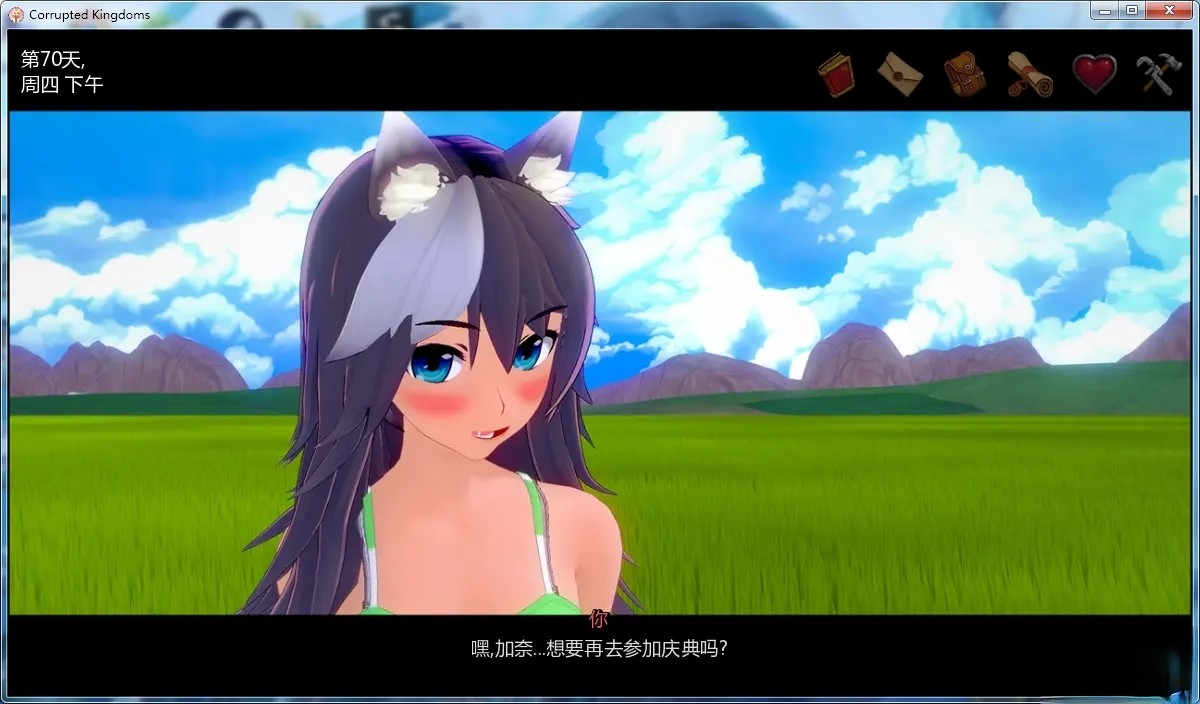 Corrupted Kingdoms
第70天,
周四 下午
你
嘿,加奈...想要再去参加庆典吗?